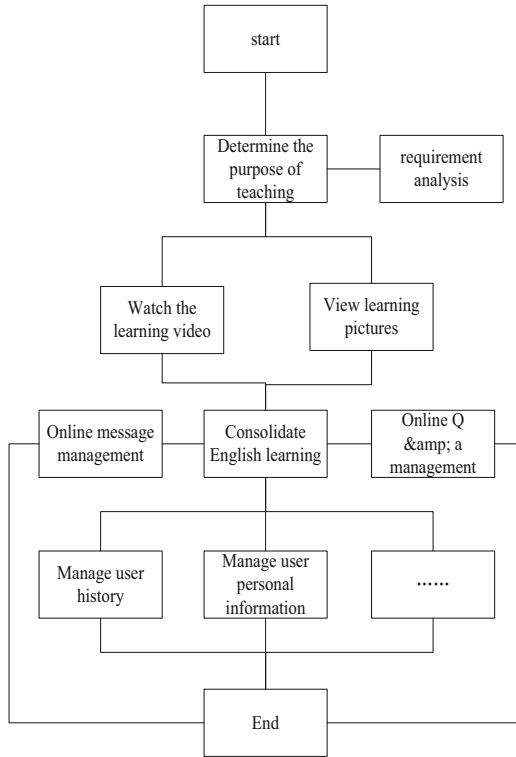 start
Determine the
purpose of
teaching
requirement
analysis
Watch the
learning video
View learning
pictures
Online message
management
Consolidate
English learning
Online Q
&amp; a
management
Manage user
history
Manage user
personal
information
......
End